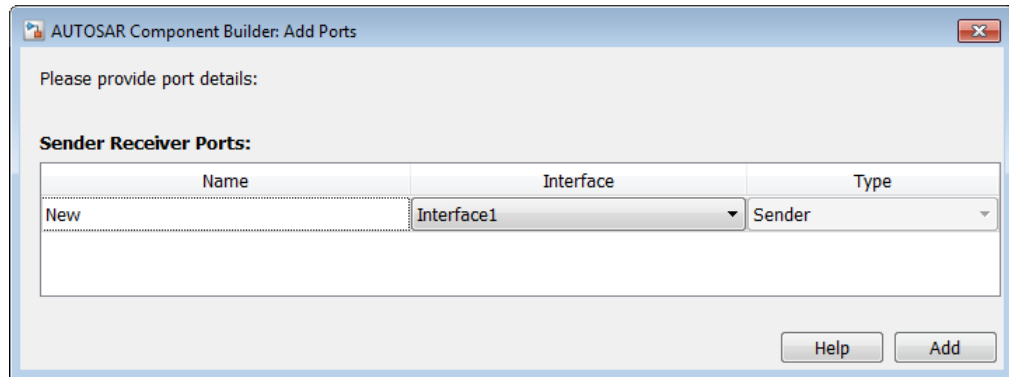 AUTOSAR Component Builder: Add Ports
Please provide port details:
Sender Receiver Ports:
Name Interface Type
New Interface1 Sender
Help Add